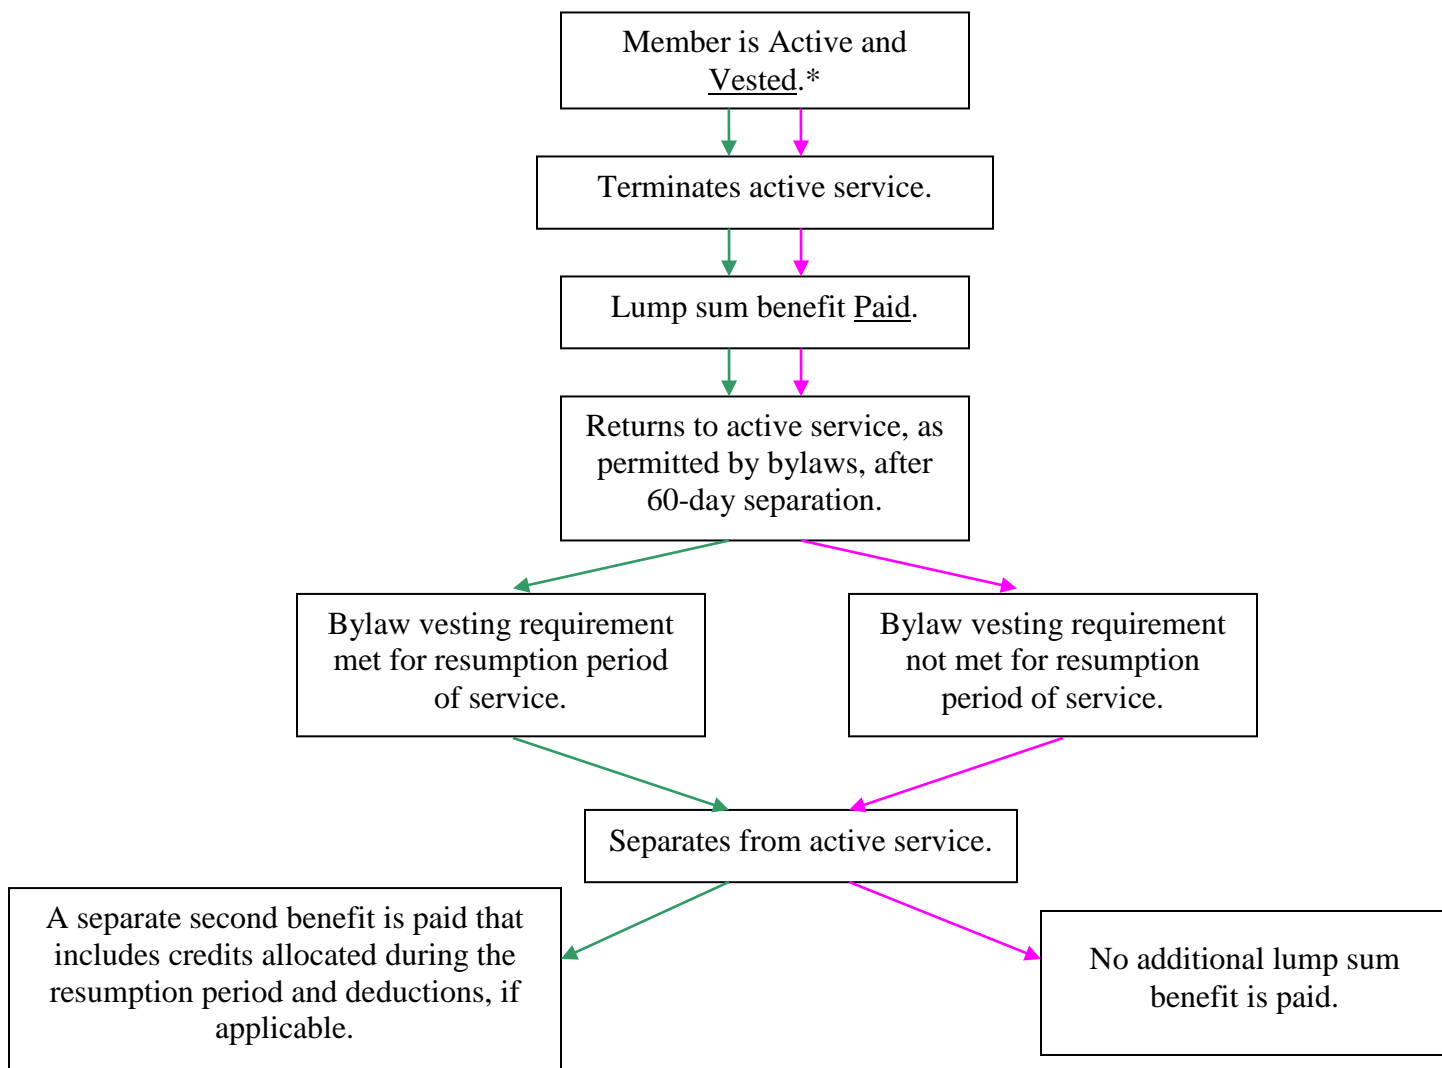 Member is Active and
Vested.*
Terminates active service.
Lump sum benefit Paid.
Returns to active service, as
permitted by bylaws, after
60-day separation.
Bylaw vesting requirement
met for resumption period
of service.
Bylaw vesting requirement
not met for resumption
period of service.
Separates from active service.
A separate second benefit is paid that
includes credits allocated during the
resumption period and deductions, if
applicable.
No additional lump sum
benefit is paid.